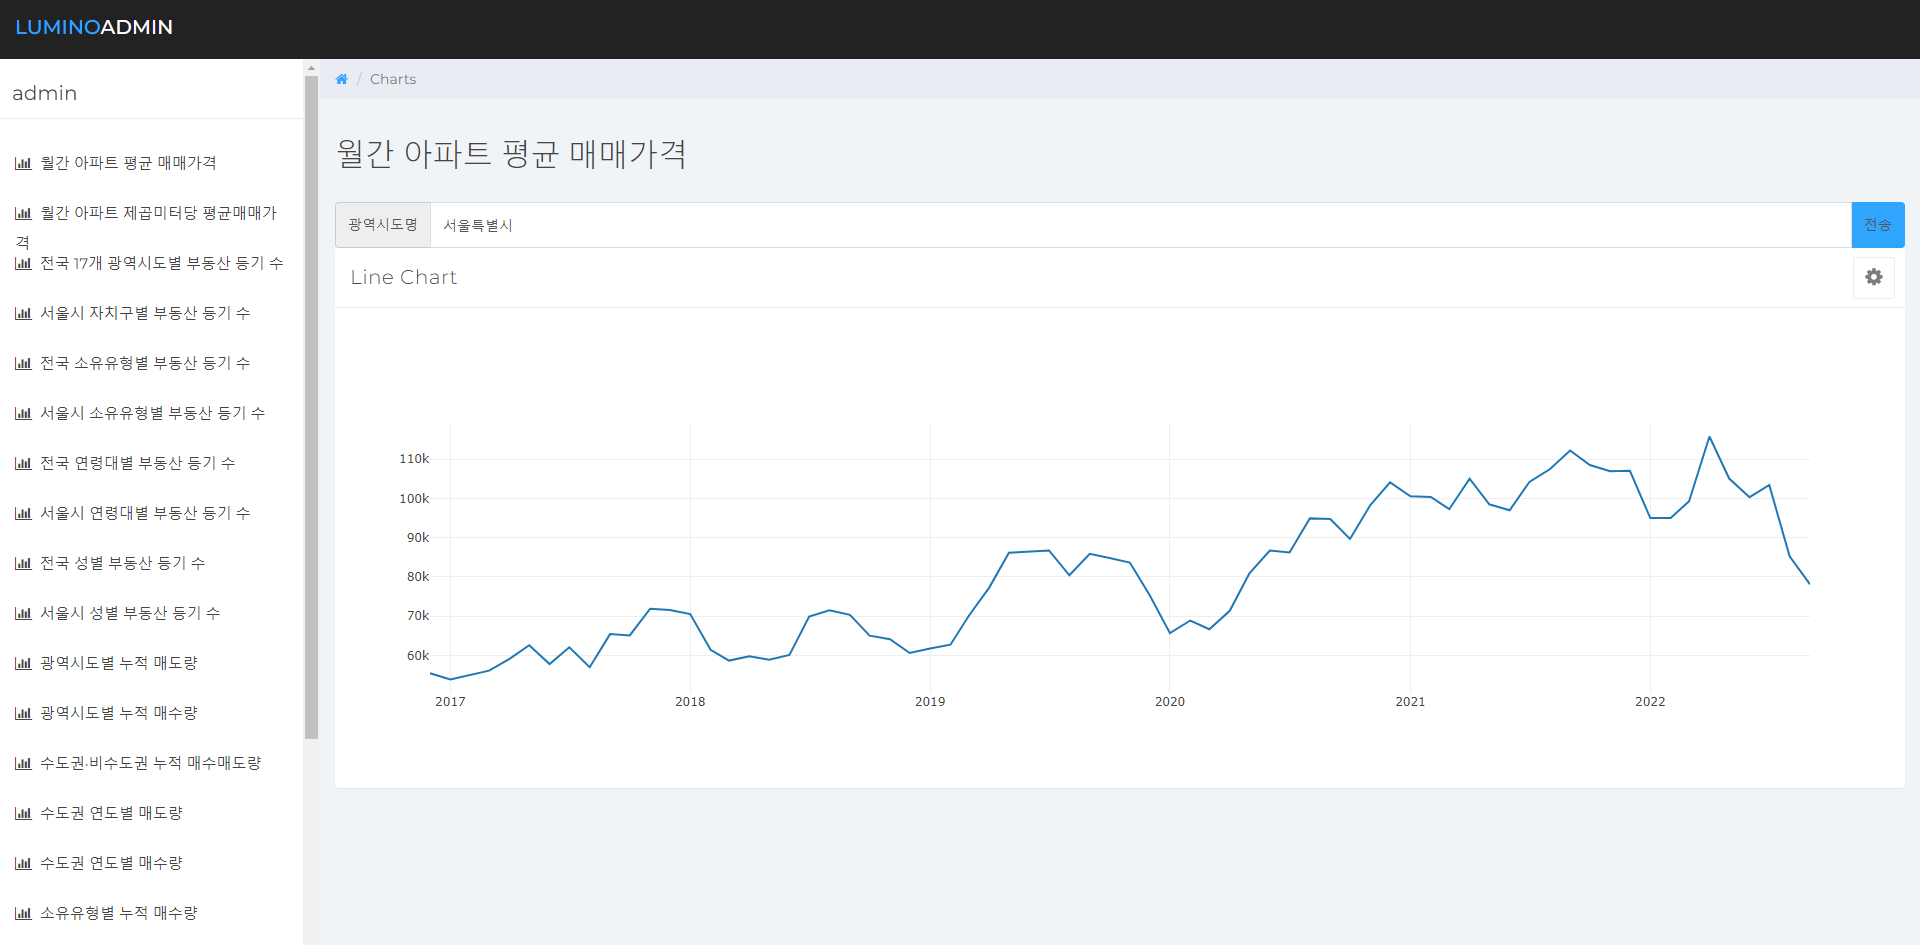 LUMINOADMIN
admin
월간 아파트 평균 매매가격
월간 아파트 제곱미터당 평균매매가
격
전국 17개 광역시도별 부동산 등기 수
서울시 자치구별 부동산 등기 수
전국 소유유형별 부동산 등기 수
서울시 소유유형별 부동산 등기 수
전국 연령대별 부동산 등기 수
서울시 연령대별 부동산 등기 수
전국 성별 부동산 등기 수
서울시 성별 부동산 등기 수
광역시도별 누적 매도량
광역시도별 누적 매수량
수도권·비수도권 누적 매수매도량
수도권 연도별 매도량
수도권 연도별 매수량
소유유형별 누적 매수량
/ Charts
월간 아파트 평균 매매가격
광역시도명 서울특별시 전송
Line Chart
110k
100k
90k
80k
70k
60k
2017 2018 2019 2020 2021 2022